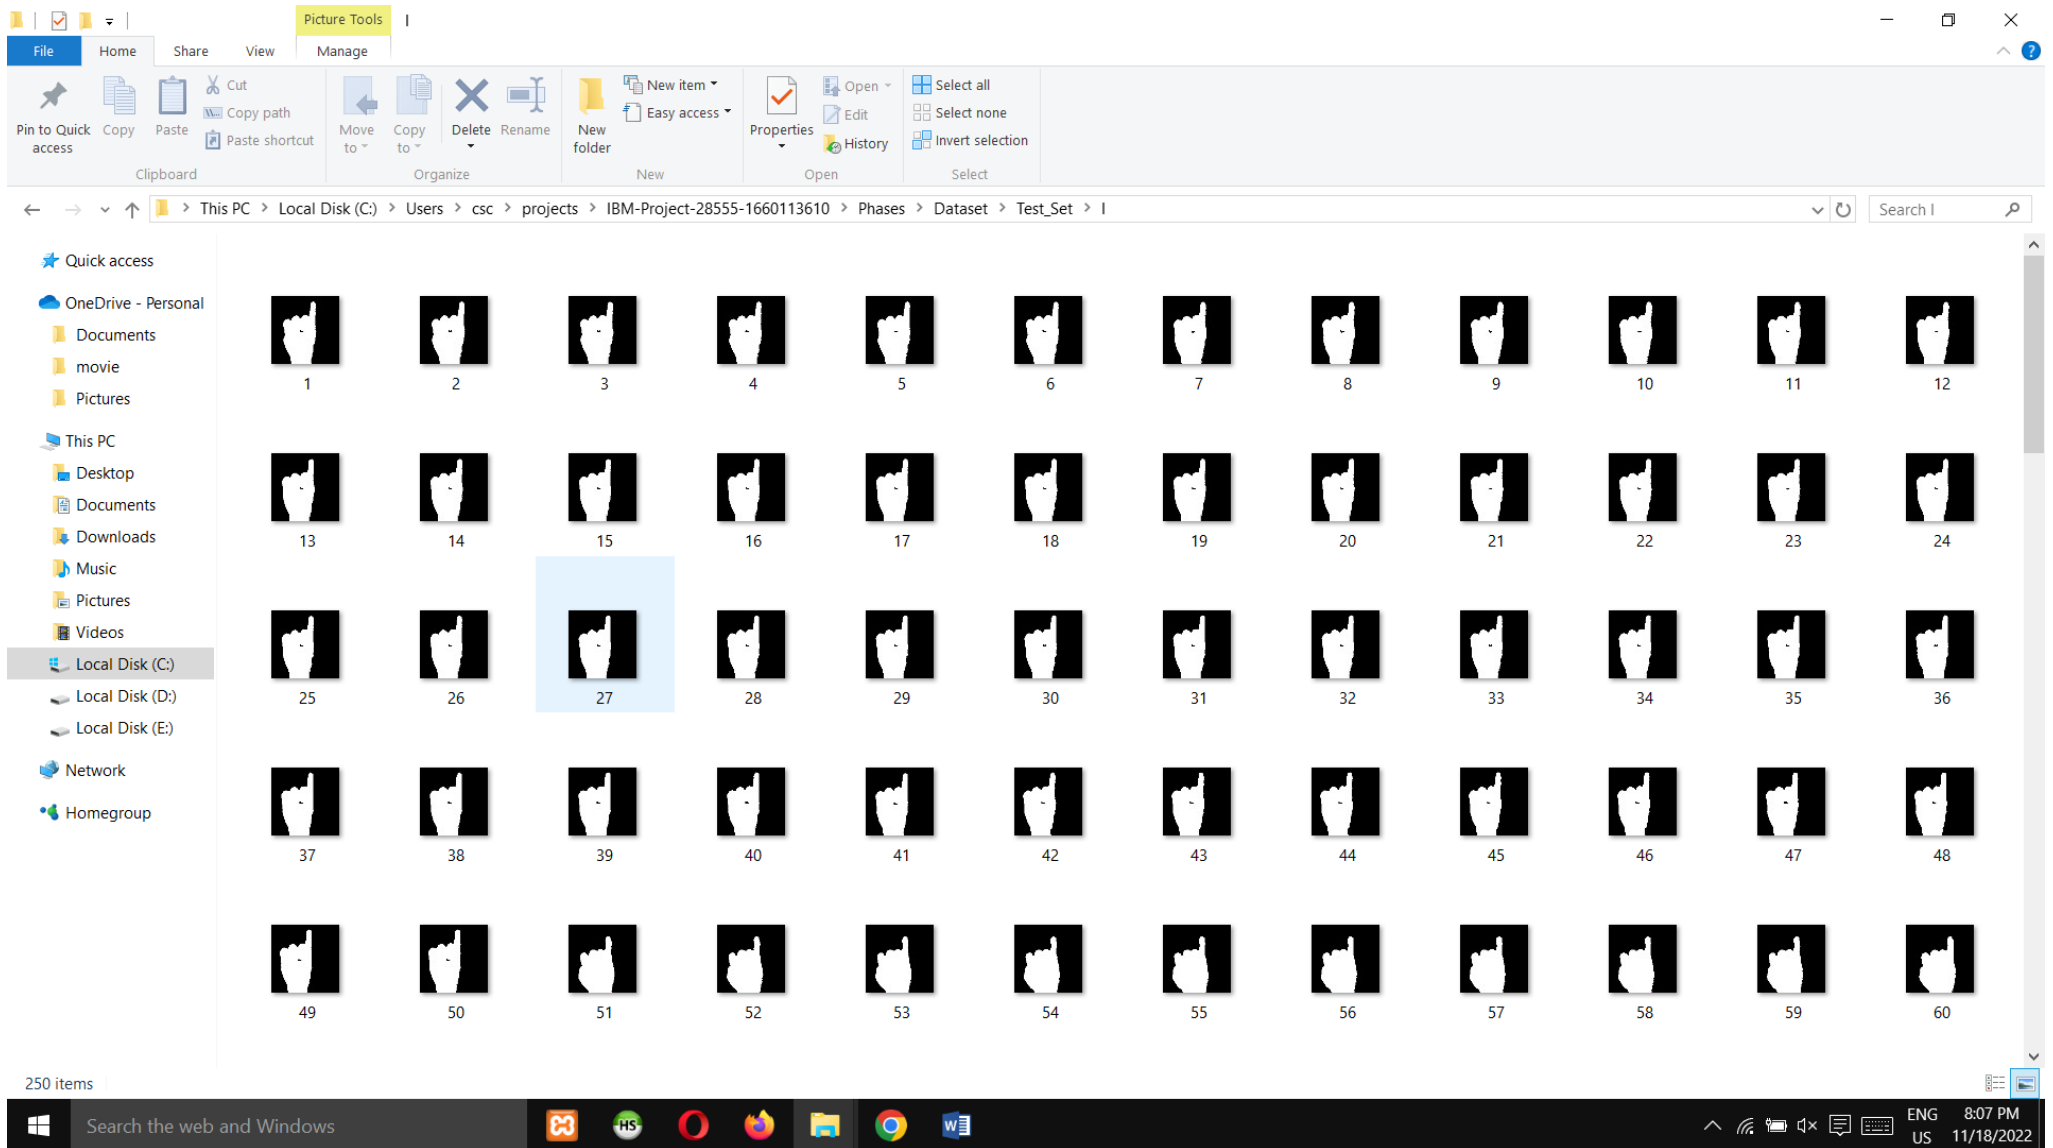 Picture Tools I
File Home Share View Manage
Pin to Quick access
Copy
Paste
Cut
Copy path
Paste shortcut
Clipboard
Move to
Copy to
Delete
Rename
Organize
New folder
New item
Easy access
New
Properties
Open
Edit
History
Open
Select all
Select none
Invert selection
Select
This PC > Local Disk (C:) > Users > csc > projects > IBM-Project-28555-1660113610 > Phases > Dataset > Test_Set > I
Search I
Quick access
OneDrive - Personal
Documents
movie
Pictures
This PC
Desktop
Documents
Downloads
Music
Pictures
Videos
Local Disk (C:)
Local Disk (D:)
Local Disk (E:)
Network
Homegroup
1 2 3 4 5 6 7 8 9 10 11 12
13 14 15 16 17 18 19 20 21 22 23 24
25 26 27 28 29 30 31 32 33 34 35 36
37 38 39 40 41 42 43 44 45 46 47 48
49 50 51 52 53 54 55 56 57 58 59 60
250 items
Search the web and Windows
HS
W
ENG
US
8:07 PM
11/18/2022